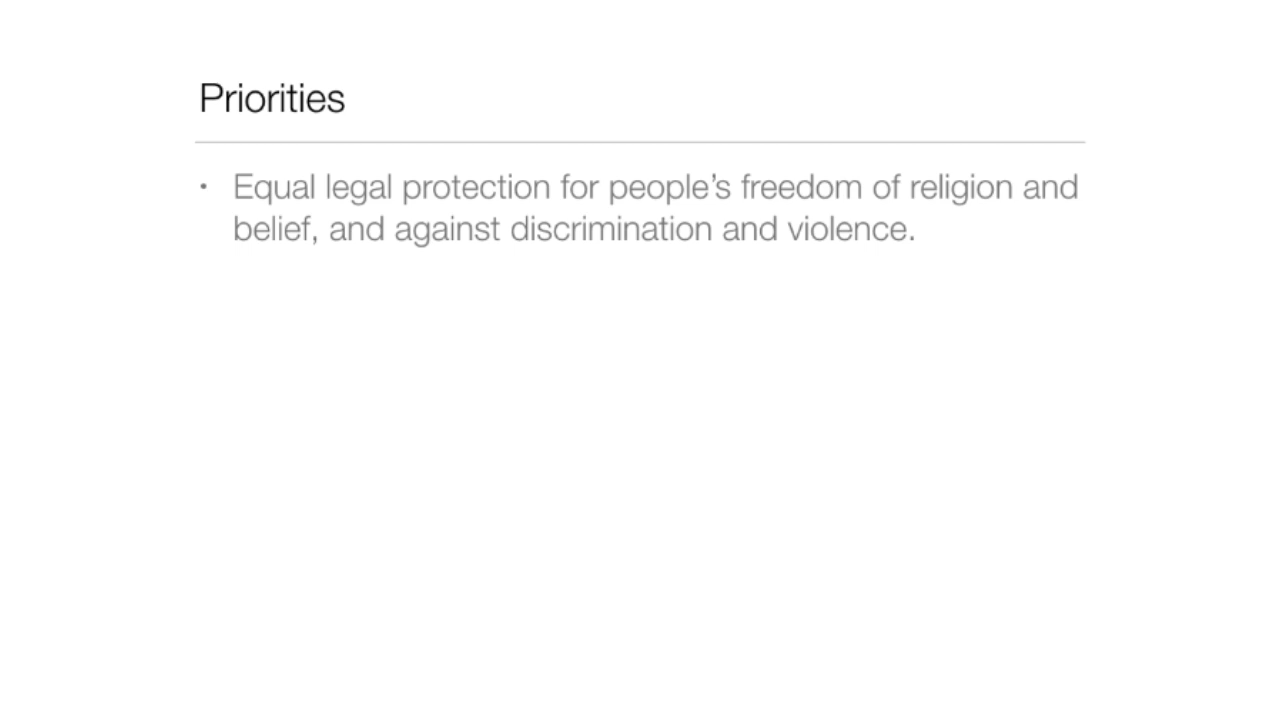 Priorities
• Equal legal protection for people’s freedom of religion and
belief, and against discrimination and violence.